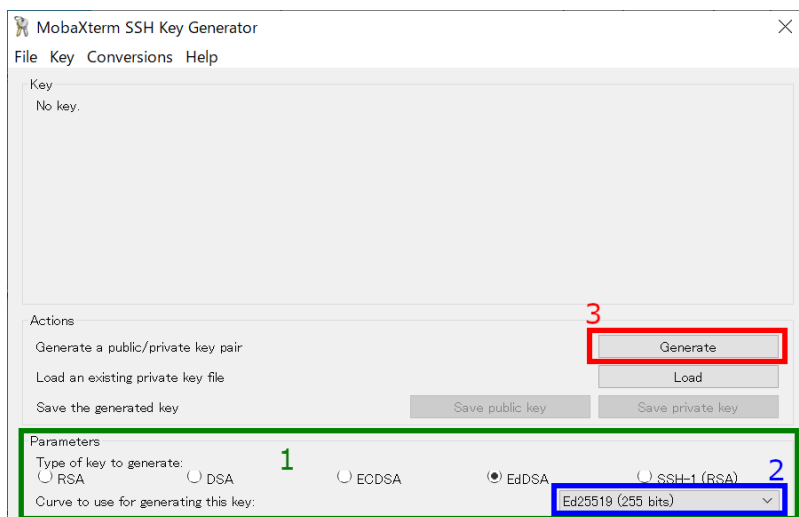 MobaXterm SSH Key Generator
File Key Conversions Help
Key
No key.
Actions
3
Generate a public/private key pair Generate
Load an existing private key file Load
Save the generated key Save public key Save private key
Parameters
1
Type of key to generate:
2
RSA DSA ECDSA EdDSA SSH-1 (RSA)
Curve to use for generating this key: Ed25519 (255 bits)